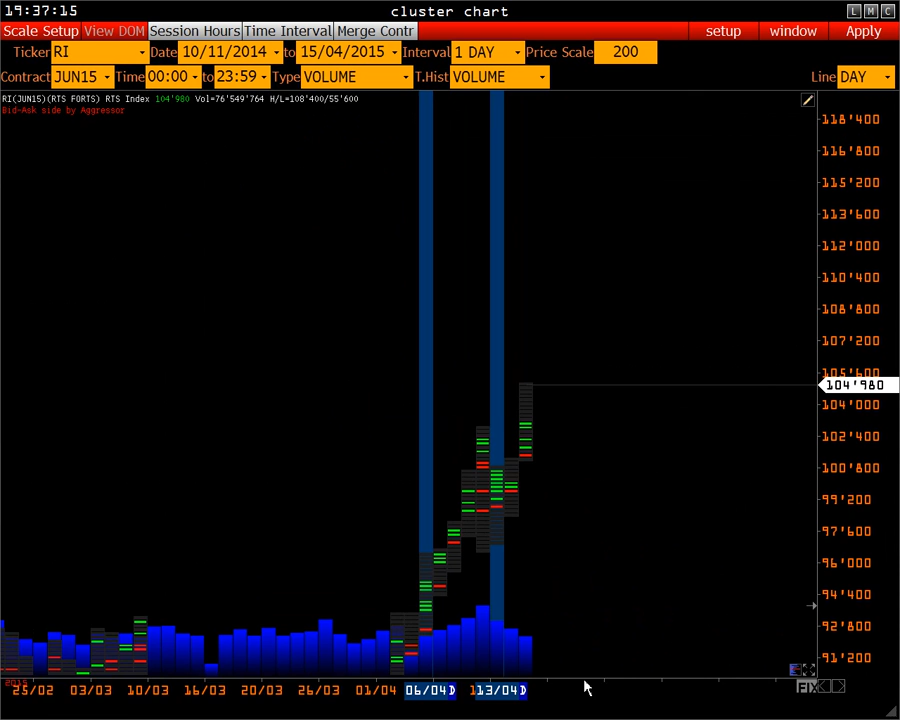 19:37:15 cluster chart L M C
Scale Setup View DOM Session Hours Time Interval Merge Contr setup window Apply
Ticker RI Date 10/11/2014 to 15/04/2015 Interval 1 DAY Price Scale 200
Contract JUN15 Time 00:00 to 23:59 Type VOLUME T.Hist VOLUME Line DAY
RI(JUN15)(RTS FORTS) RTS Index 104'980 Vol=76'549'764 H/L=108'400/55'600
Bid-Ask side by Aggressor
118'400
116'800
115'200
113'600
112'000
110'400
108'800
107'200
105'600
104'980
104'000
102'400
100'800
99'200
97'600
96'000
94'400
92'800
91'200
2015
25/02 03/03 10/03 16/03 20/03 26/03 01/04 06/04 D 13/04 D FIX